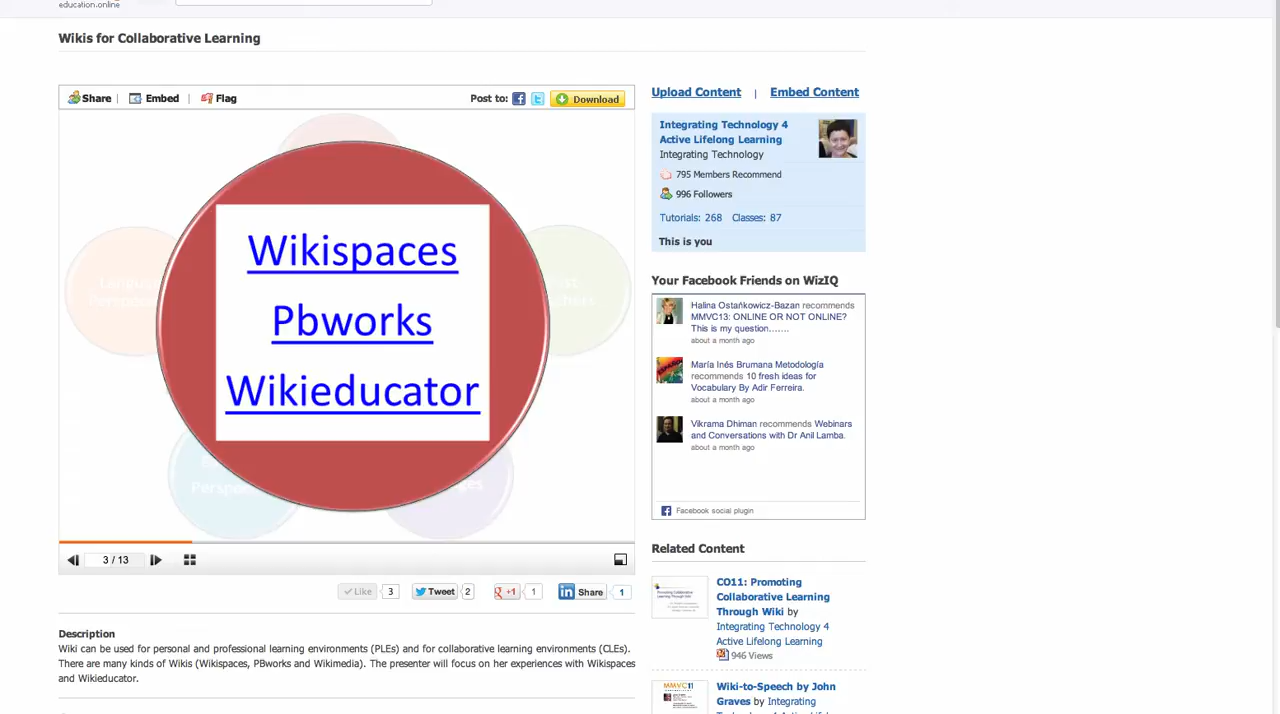 education.online
Wikis for Collaborative Learning
Share | Embed | Flag
Post to: Download
Upload Content | Embed Content
Integrating Technology 4
Active Lifelong Learning
Integrating Technology
795 Members Recommend
996 Followers
Tutorials: 268 Classes: 87
This is you
Wikispaces
Pbworks
Wikieducator
Your Facebook Friends on WizIQ
Halina Ostańkowicz-Bazan recommends
MMVC13: ONLINE OR NOT ONLINE?
This is my question.......
about a month ago
María Inés Brumana Metodología
recommends 10 fresh ideas for
Vocabulary By Adir Ferreira.
about a month ago
Vikrama Dhiman recommends Webinars
and Conversations with Dr Anil Lamba.
about a month ago
Facebook social plugin
3 / 13
Like 3 Tweet 2 +1 1 Share 1
Description
Wiki can be used for personal and professional learning environments (PLEs) and for collaborative learning environments (CLEs).
There are many kinds of Wikis (Wikispaces, PBworks and Wikimedia). The presenter will focus on her experiences with Wikispaces
and Wikieducator.
Related Content
CO11: Promoting
Collaborative Learning
Through Wiki by
Integrating Technology 4
Active Lifelong Learning
946 Views
Wiki-to-Speech by John
Graves by Integrating